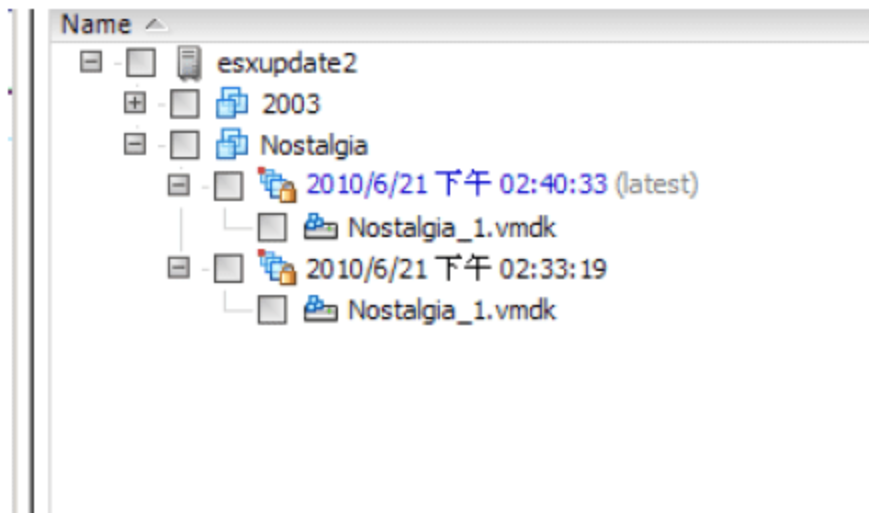 Name
esxupdate2
2003
Nostalgia
2010/6/21 下午 02:40:33 (latest)
Nostalgia_1.vmdk
2010/6/21 下午 02:33:19
Nostalgia_1.vmdk